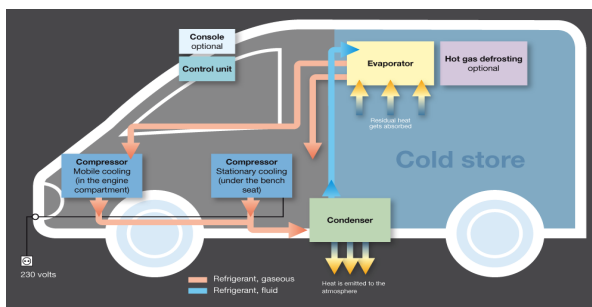 Console
optional
Control unit
Evaporator
Hot gas defrosting
optional
Residual heat
gets absorbed
Cold store
Compressor
Mobile cooling
(in the engine
compartment)
Compressor
Stationary cooling
(under the bench
seat)
Condenser
230 volts
Refrigerant, gaseous
Refrigerant, fluid
Heat is emitted to the
atmosphere